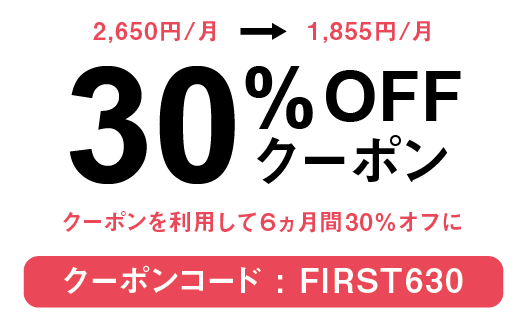 2,650円/月 → 1,855円/月
30%OFF
クーポン
クーポンを利用して6ヵ月間30%オフに
クーポンコード：FIRST630